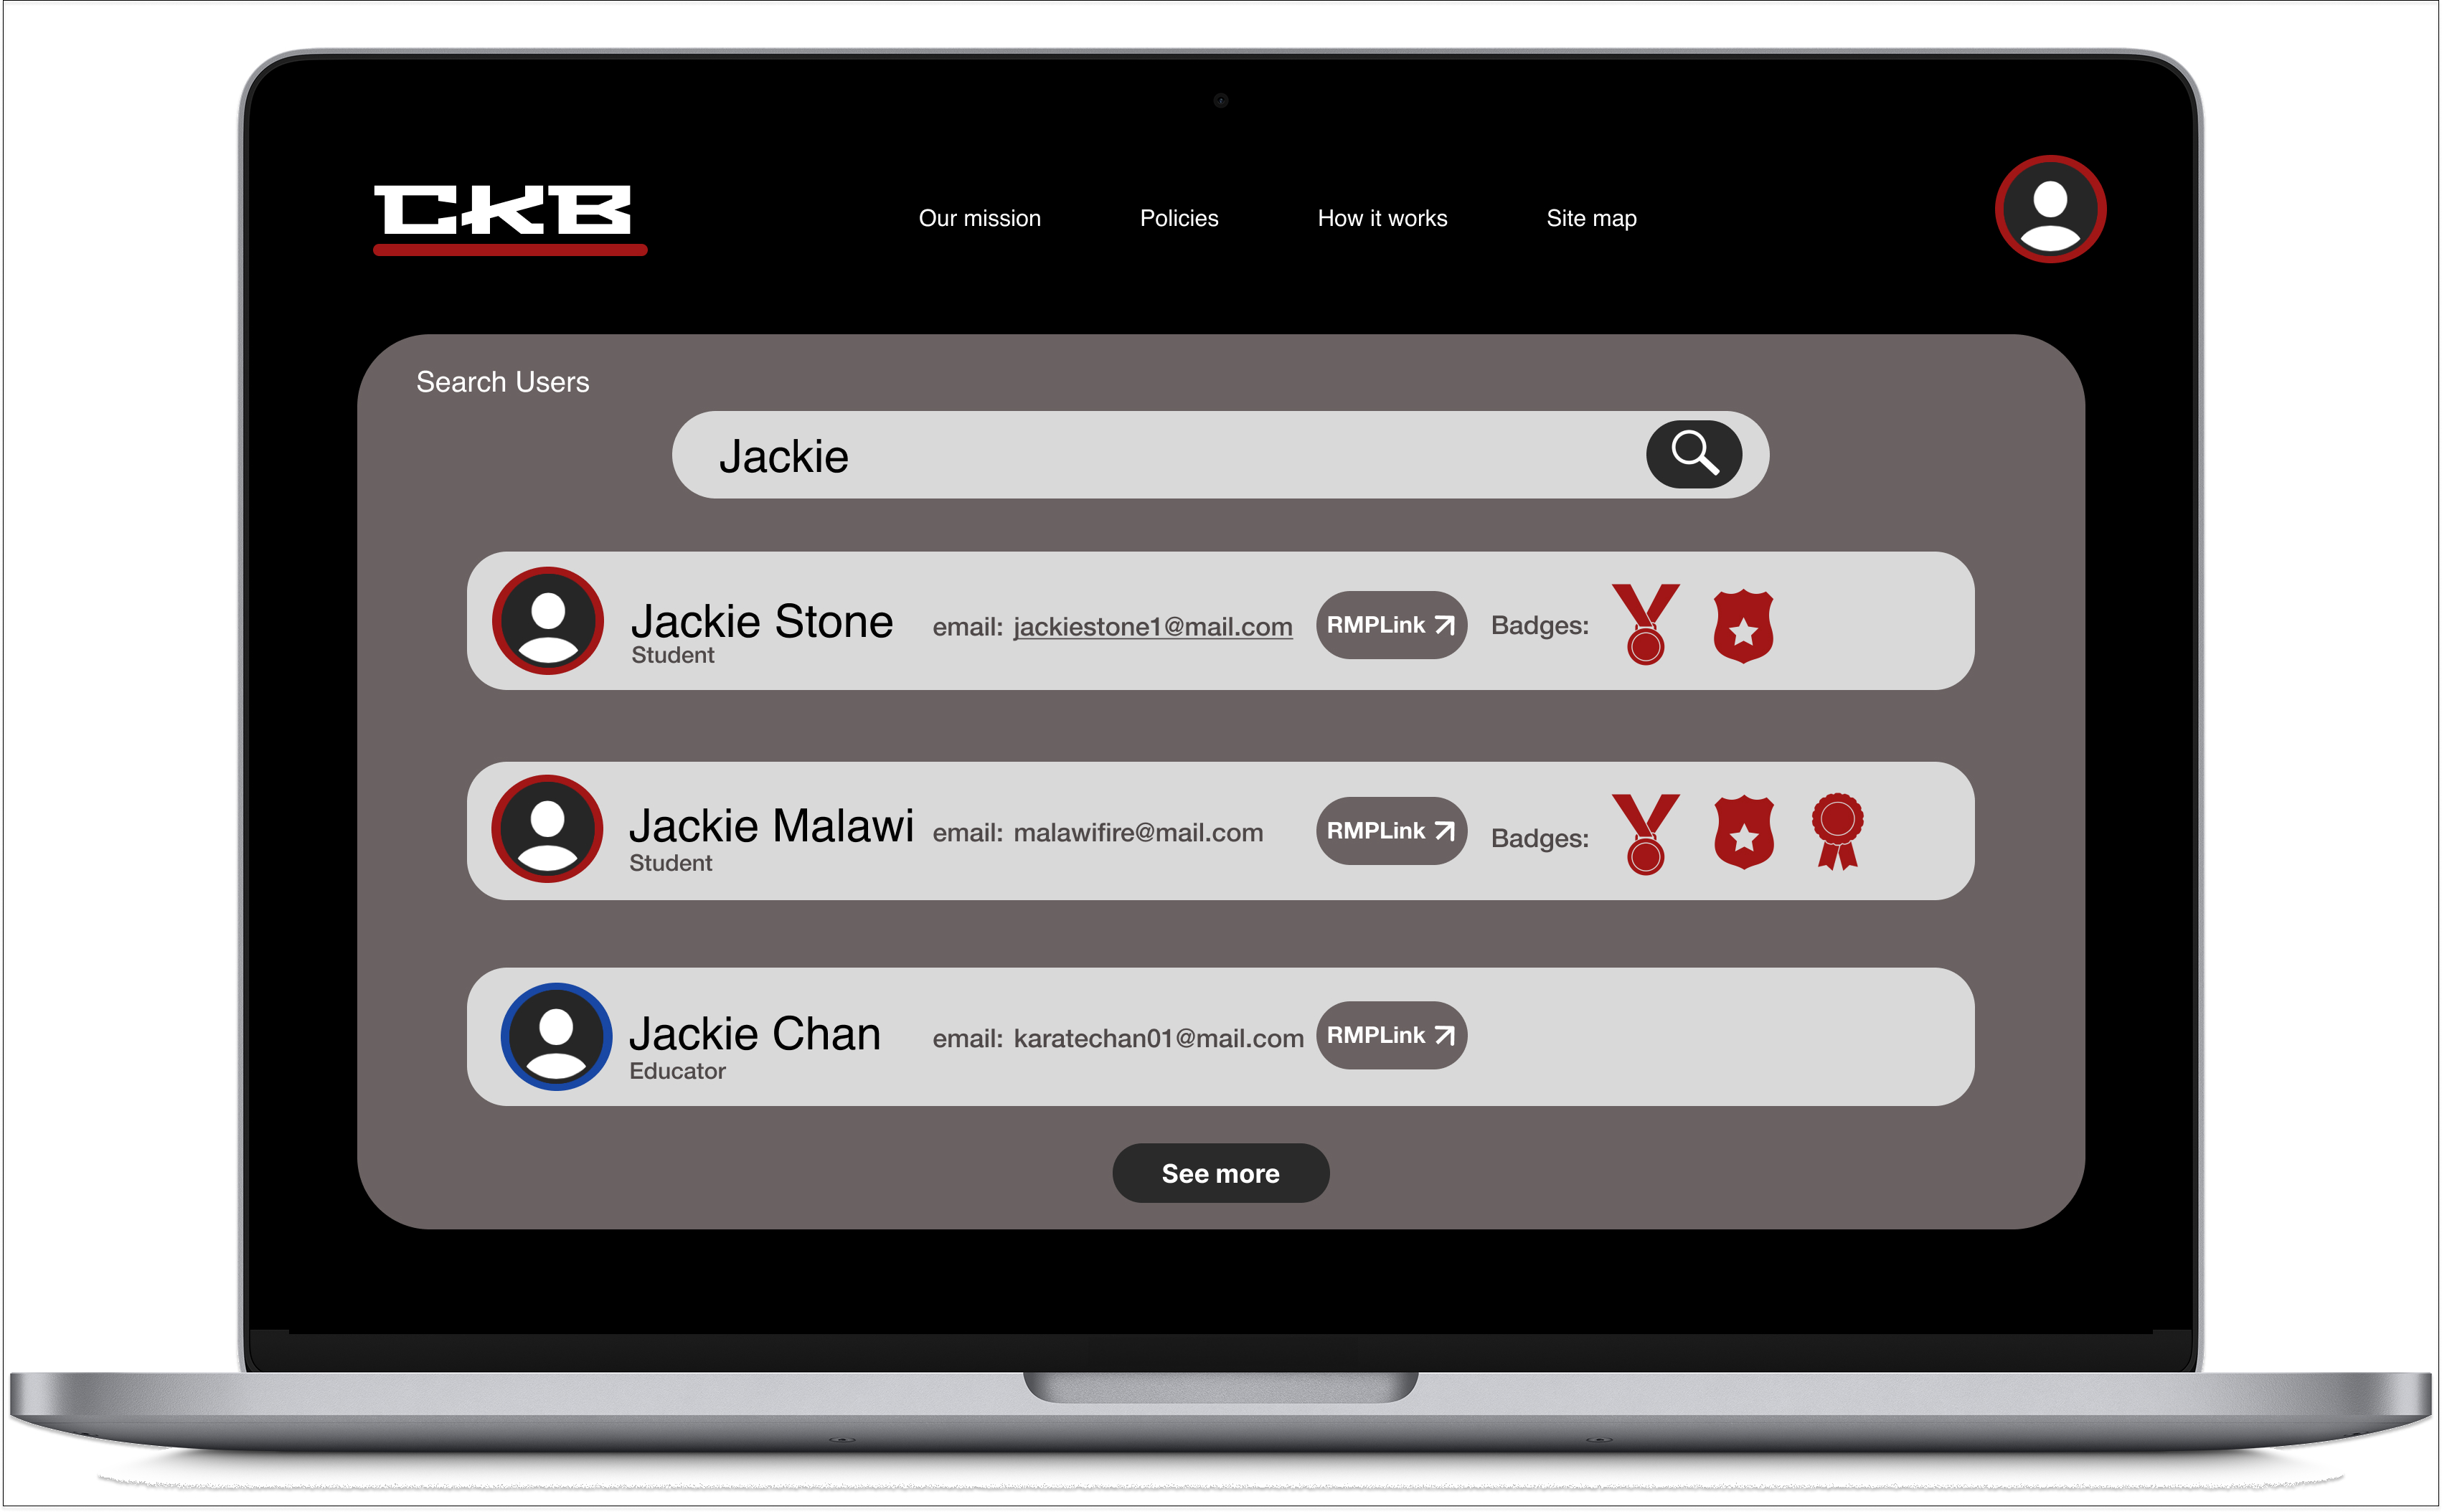 CKB
Our mission Policies How it works Site map
Search Users
Jackie
Jackie Stone email: jackiestone1@mail.com RMPLink Badges:
Student
Jackie Malawi email: malawifire@mail.com RMPLink Badges:
Student
Jackie Chan email: karatechan01@mail.com RMPLink
Educator
See more